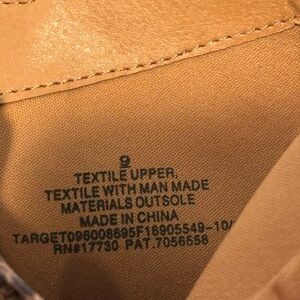 9
TEXTILE UPPER,
TEXTILE WITH MAN MADE
MATERIALS OUTSOLE
MADE IN CHINA
TARGET096008695F16905549-10/
RN#17730 PAT.7056558